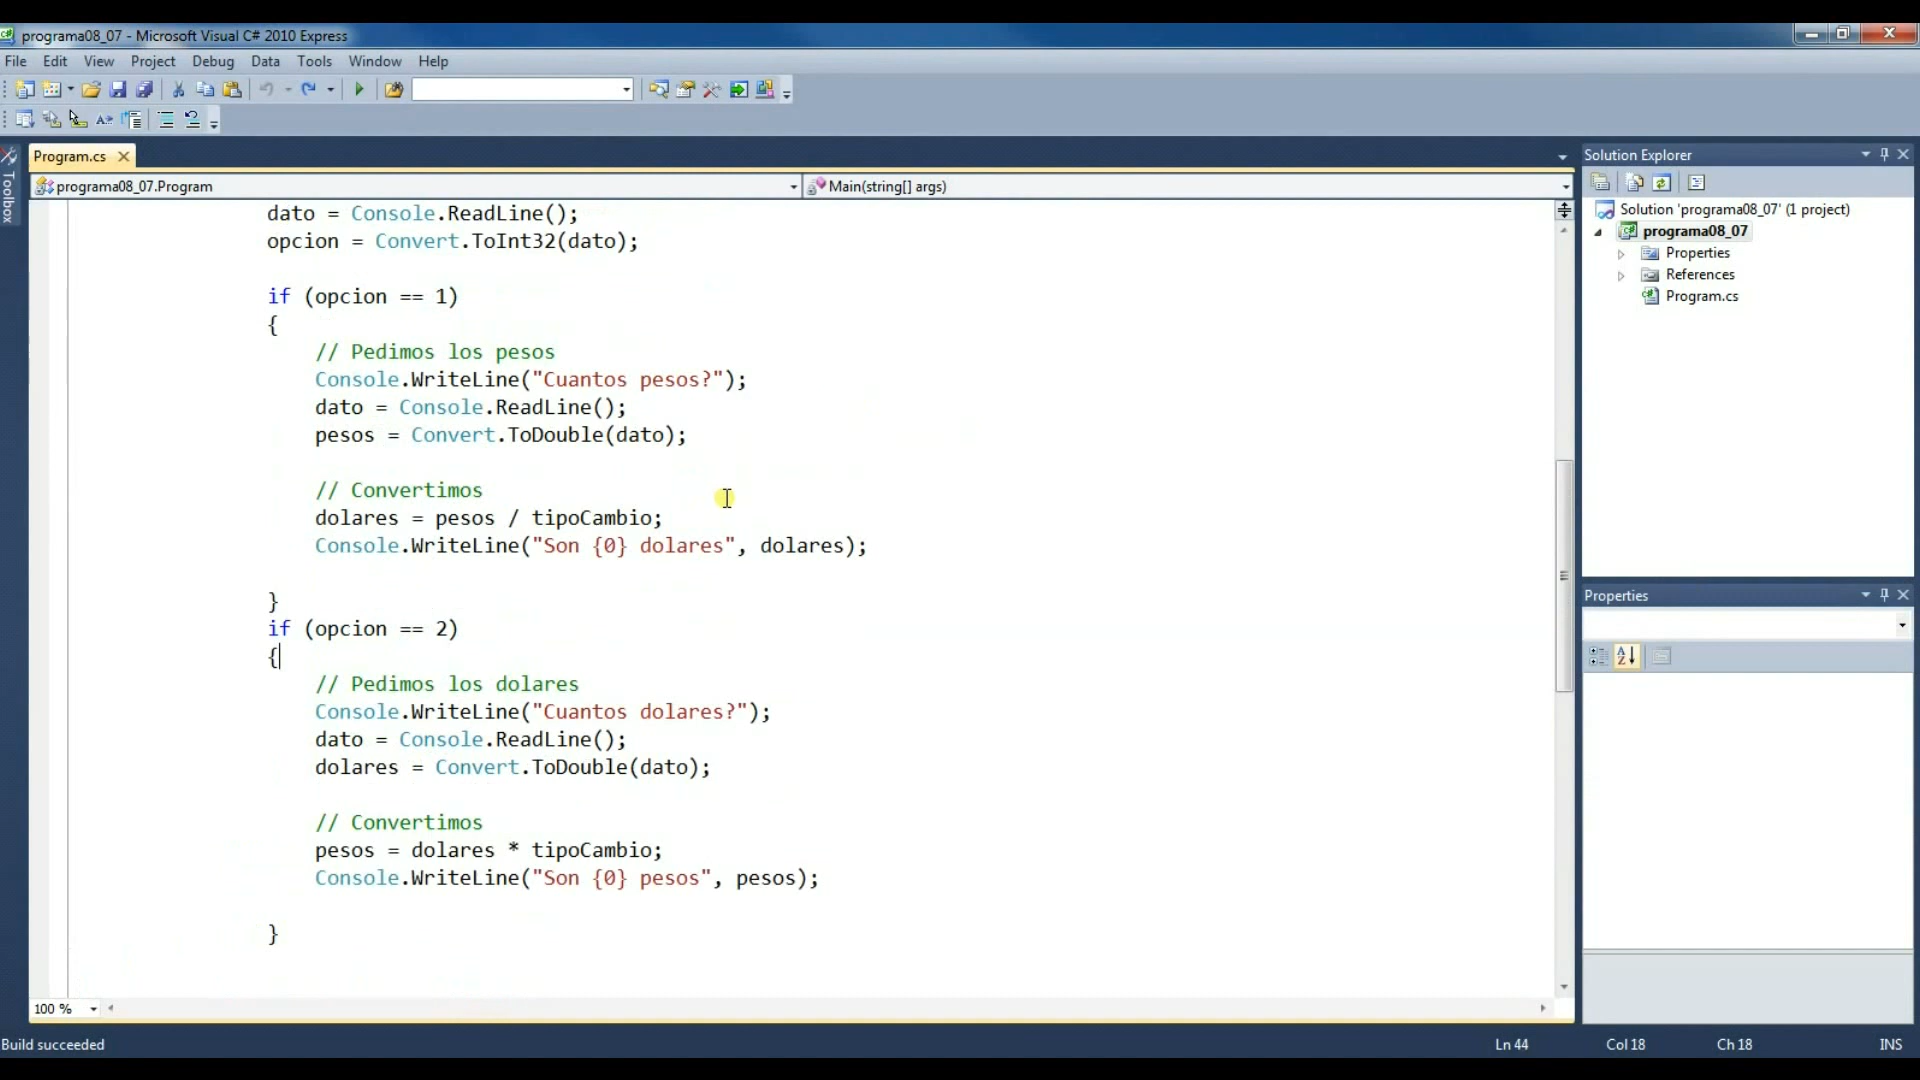 programa08_07 - Microsoft Visual C# 2010 Express
File Edit View Project Debug Data Tools Window Help
Toolbox
Program.cs
programa08_07.Program
Main(string[] args)
dato = Console.ReadLine();
opcion = Convert.ToInt32(dato);
if (opcion == 1)
{
// Pedimos los pesos
Console.WriteLine("Cuantos pesos?");
dato = Console.ReadLine();
pesos = Convert.ToDouble(dato);
// Convertimos
dolares = pesos / tipoCambio;
Console.WriteLine("Son {0} dolares", dolares);
}
if (opcion == 2)
{
// Pedimos los dolares
Console.WriteLine("Cuantos dolares?");
dato = Console.ReadLine();
dolares = Convert.ToDouble(dato);
// Convertimos
pesos = dolares * tipoCambio;
Console.WriteLine("Son {0} pesos", pesos);
}
100 %
Solution Explorer
Solution 'programa08_07' (1 project)
programa08_07
Properties
References
Program.cs
Properties
Build succeeded
Ln 44 Col 18 Ch 18 INS